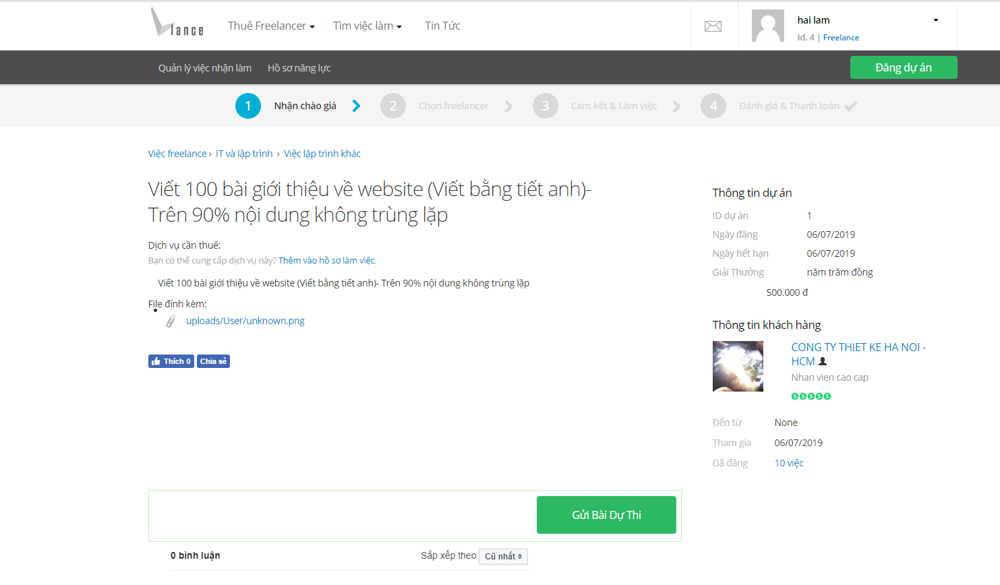 lance
Thuê Freelancer
Tìm việc làm
Tin Tức
hai lam
Id. 4 | Freelance
Quản lý việc nhận làm
Hồ sơ năng lực
Đăng dự án
1 Nhận chào giá
2 Chọn freelancer
3 Cam kết & Làm việc
4 Đánh giá & Thanh toán
Việc freelance › IT và lập trình › Việc lập trình khác
Viết 100 bài giới thiệu về website (Viết bằng tiết anh)-
Trên 90% nội dung không trùng lặp
Dịch vụ cần thuê:
Bạn có thể cung cấp dịch vụ này? Thêm vào hồ sơ làm việc.
Viết 100 bài giới thiệu về website (Viết bằng tiết anh)- Trên 90% nội dung không trùng lặp
File đính kèm:
uploads/User/unknown.png
Thích 0 Chia sẻ
Thông tin dự án
ID dự án 1
Ngày đăng 06/07/2019
Ngày hết hạn 06/07/2019
Giải Thưởng năm trăm đồng
500.000 đ
Thông tin khách hàng
CONG TY THIET KE HA NOI -
HCM
Nhan vien cao cap
Đến từ None
Tham gia 06/07/2019
Đã đăng 10 việc
Gửi Bài Dự Thi
0 bình luận
Sắp xếp theo Cũ nhất